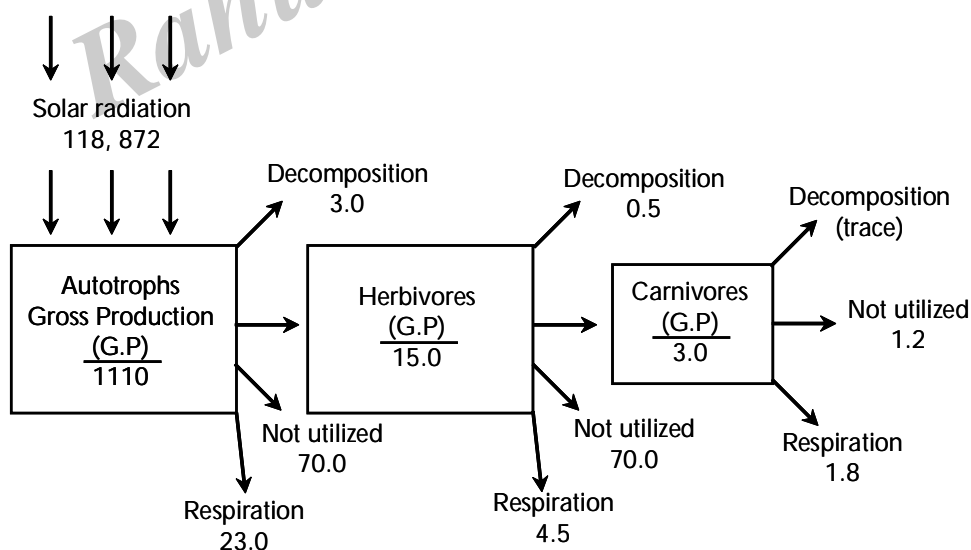 Solar radiation
118, 872
Decomposition
3.0
Decomposition
0.5
Decomposition
(trace)
Autotrophs
Gross Production
(G.P)
1110
Herbivores
(G.P)
15.0
Carnivores
(G.P)
3.0
Not utilized
1.2
Not utilized
70.0
Not utilized
70.0
Respiration
1.8
Respiration
23.0
Respiration
4.5